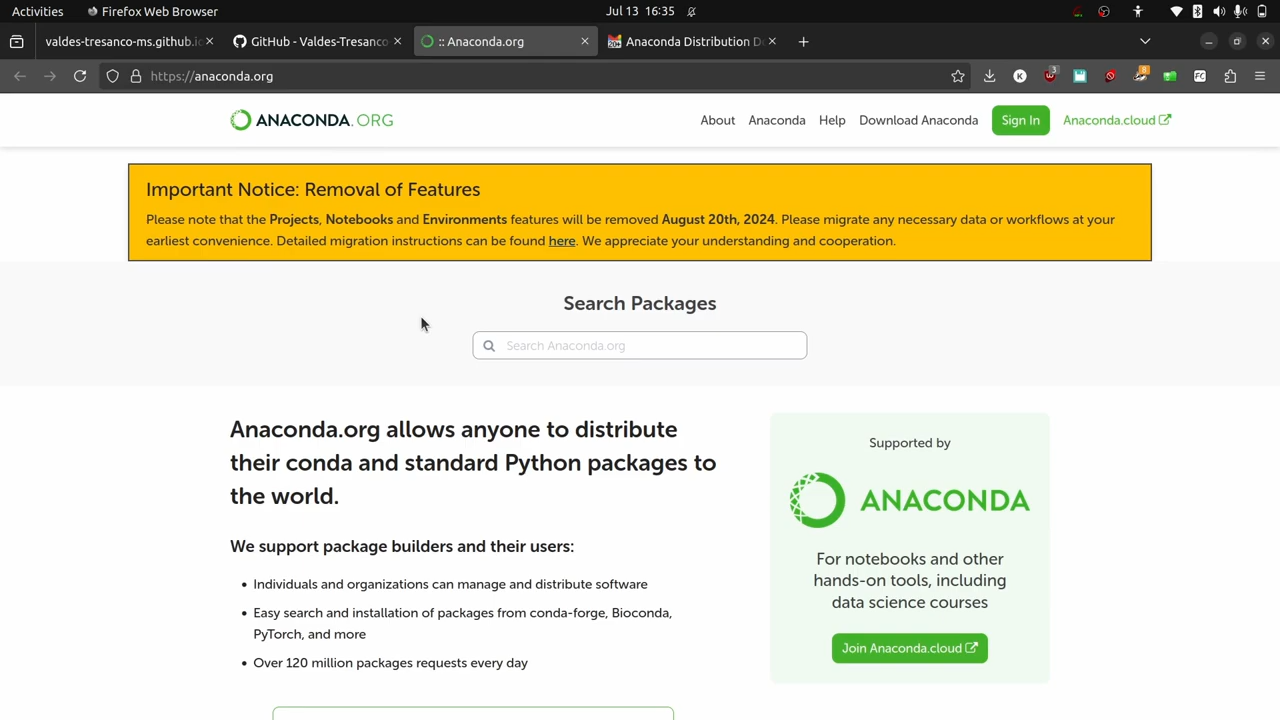 Activities
Firefox Web Browser
Jul 13 16:35
valdes-tresanco-ms.github.io
GitHub - Valdes-Tresanco
:: Anaconda.org
Anaconda Distribution D
https://anaconda.org
K
3
8
FC
ANACONDA.ORG
About
Anaconda
Help
Download Anaconda
Sign In
Anaconda.cloud
Important Notice: Removal of Features
Please note that the Projects, Notebooks and Environments features will be removed August 20th, 2024. Please migrate any necessary data or workflows at your
earliest convenience. Detailed migration instructions can be found here. We appreciate your understanding and cooperation.
Search Packages
Search Anaconda.org
Anaconda.org allows anyone to distribute
their conda and standard Python packages to
the world.
We support package builders and their users:
• Individuals and organizations can manage and distribute software
• Easy search and installation of packages from conda-forge, Bioconda,
PyTorch, and more
• Over 120 million packages requests every day
Supported by
ANACONDA
For notebooks and other
hands-on tools, including
data science courses
Join Anaconda.cloud